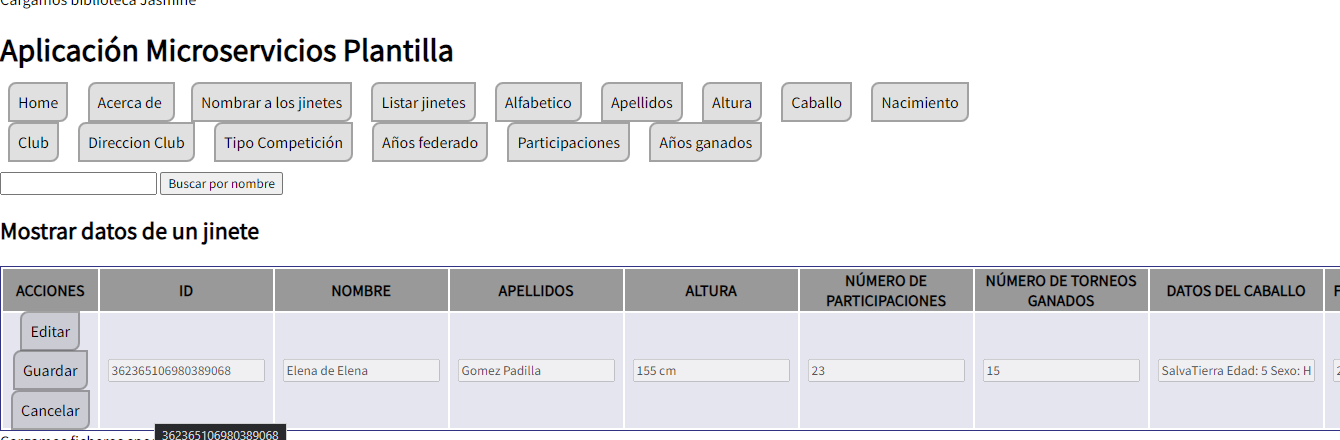 Cargamos biblioteca Jasmine
Aplicación Microservicios Plantilla
Home Acerca de Nombrar a los jinetes Listar jinetes Alfabetico Apellidos Altura Caballo Nacimiento
Club Direccion Club Tipo Competición Años federado Participaciones Años ganados
Buscar por nombre
Mostrar datos de un jinete
ACCIONES ID NOMBRE APELLIDOS ALTURA NÚMERO DE PARTICIPACIONES NÚMERO DE TORNEOS GANADOS DATOS DEL CABALLO F
Editar
Guardar 362365106980389068 Elena de Elena Gomez Padilla 155 cm 23 15 SalvaTierra Edad: 5 Sexo: H 2
Cancelar
Cargamos ficheros 362365106980389068